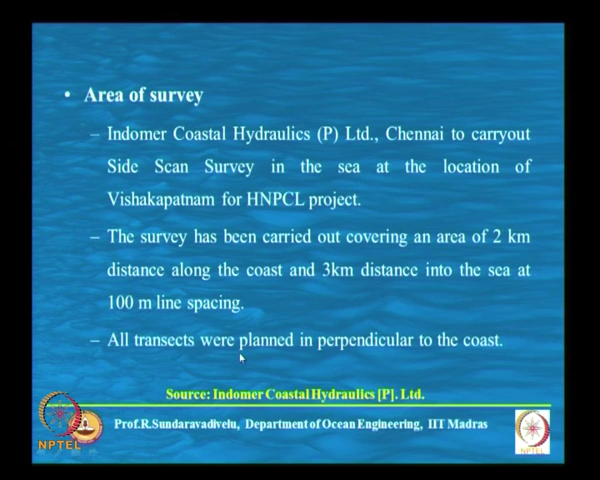 • Area of survey
– Indomer Coastal Hydraulics (P) Ltd., Chennai to carryout
Side Scan Survey in the sea at the location of
Vishakapatnam for HNPCL project.
– The survey has been carried out covering an area of 2 km
distance along the coast and 3km distance into the sea at
100 m line spacing.
– All transects were planned in perpendicular to the coast.
Source: Indomer Coastal Hydraulics [P]. Ltd.
Prof.R.Sundaravadivelu, Department of Ocean Engineering, IIT Madras
NPTEL